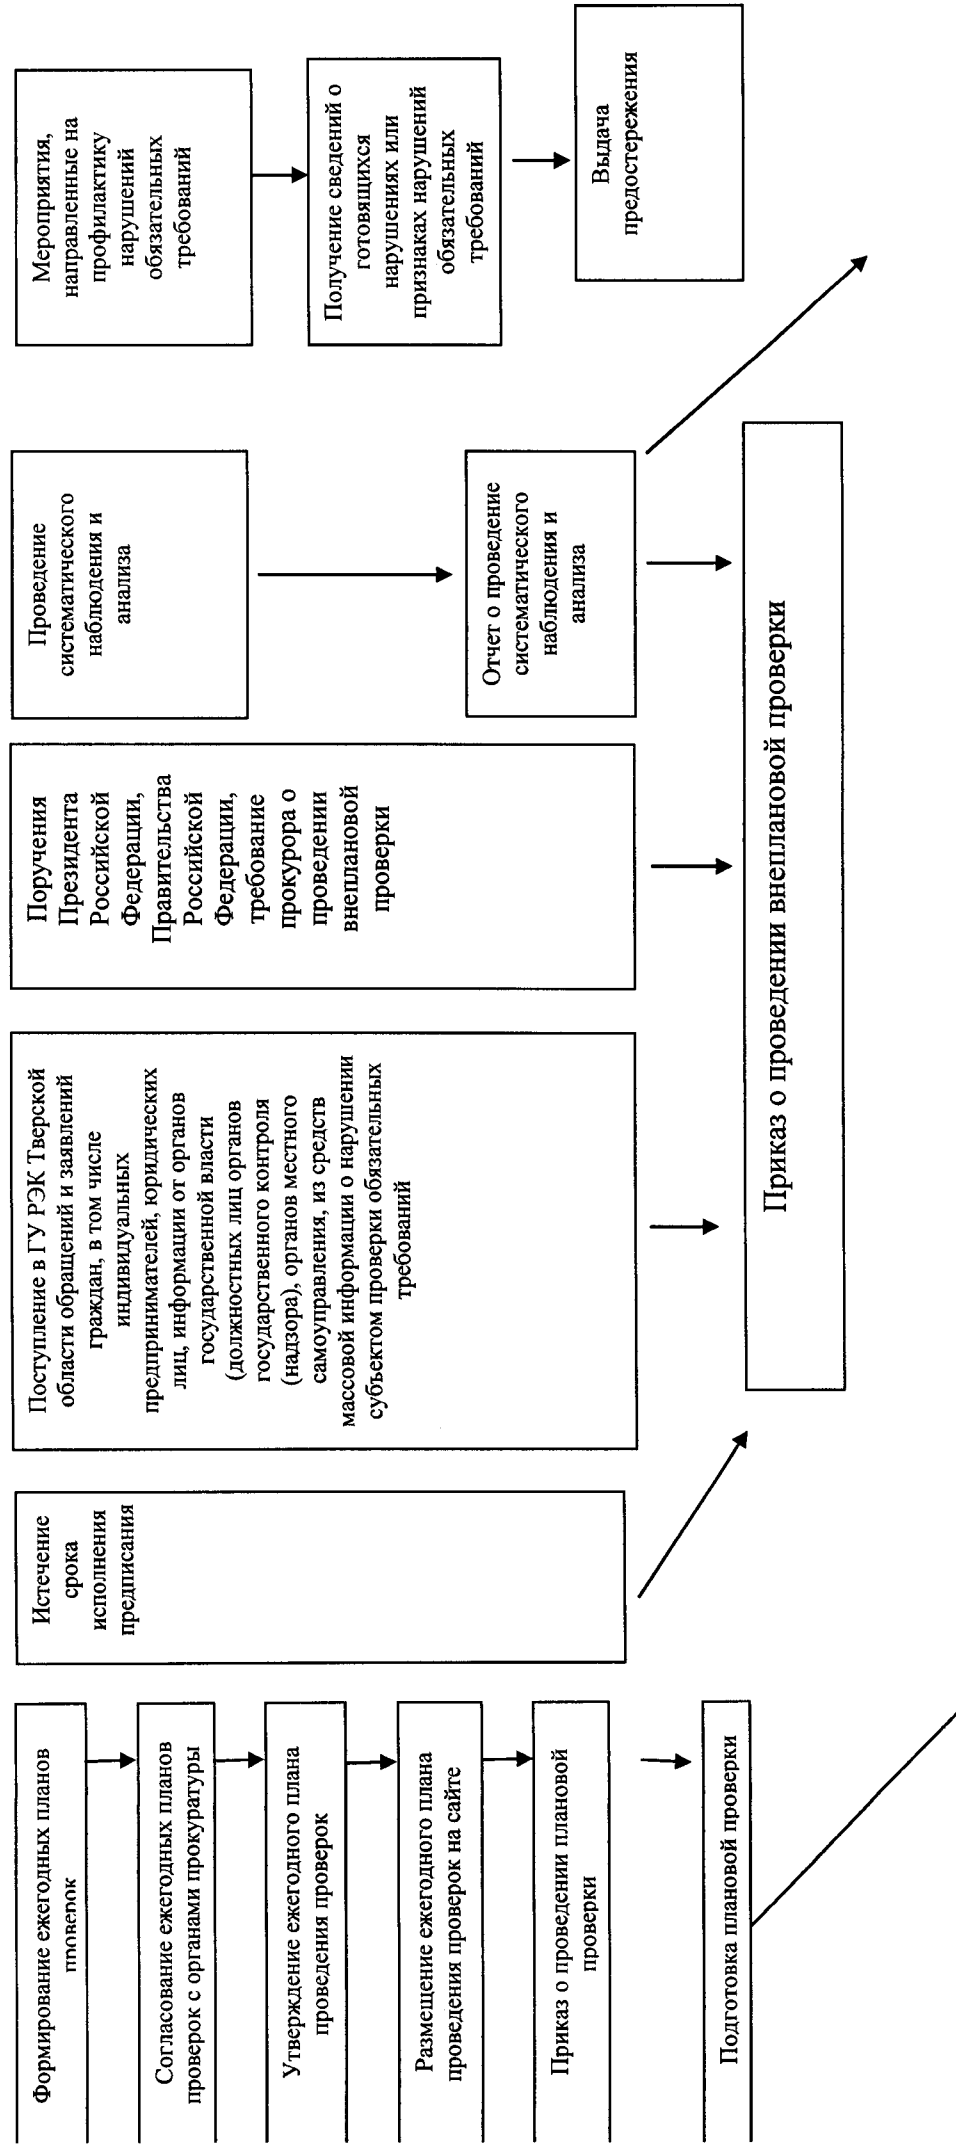 Формирование ежегодных планов
проверок
Согласование ежегодных планов
проверок с органами прокуратуры
Утверждение ежегодного плана
проведения проверок
Размещение ежегодного плана
проведения проверок на сайте
Приказ о проведении плановой
проверки
Подготовка плановой проверки
Истечение
срока
исполнения
предписания
Поступление в ГУ РЭК Тверской
области обращений и заявлений
граждан, в том числе
индивидуальных
предпринимателей, юридических
лиц, информации от органов
государственной власти
(должностных лиц органов
государственного контроля
(надзора), органов местного
самоуправления, из средств
массовой информации о нарушении
субъектом проверки обязательных
требований
Поручения
Президента
Российской
Федерации,
Правительства
Российской
Федерации,
требование
прокурора о
проведении
внеплановой
проверки
Проведение
систематического
наблюдения и
анализа
Отчет о проведение
систематического
наблюдения и
анализа
Приказ о проведении внеплановой проверки
Мероприятия,
направленные на
профилактику
нарушений
обязательных
требований
Получение сведений о
готовящихся
нарушениях или
признаках нарушений
обязательных
требований
Выдача
предостережения